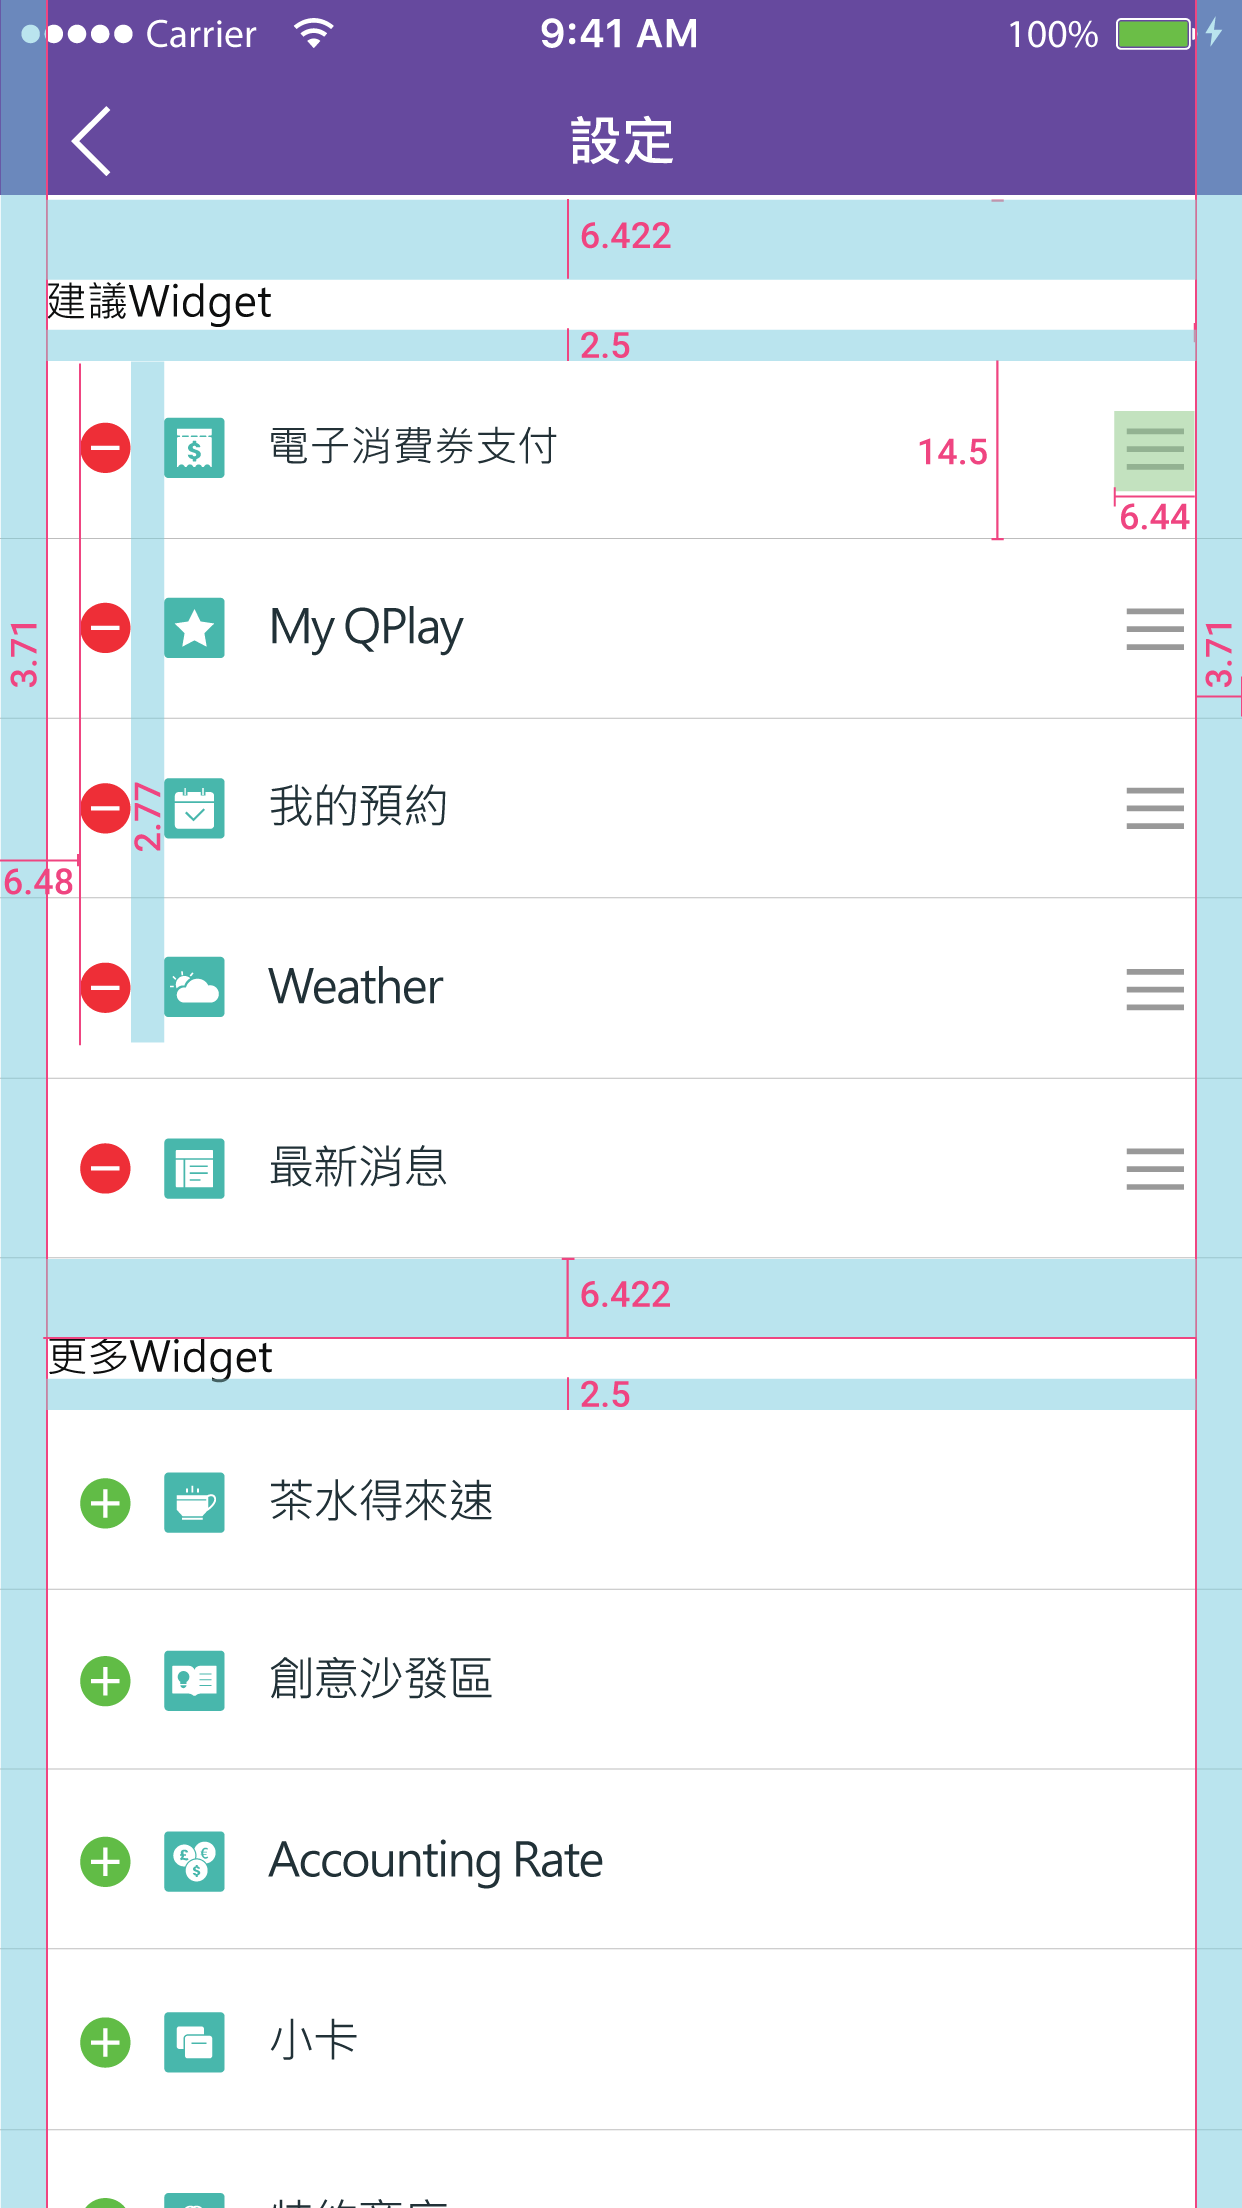 Carrier 9:41 AM 100%
設定
6.422
建議Widget
2.5
電子消費券支付
14.5
6.44
My QPlay
3.71
3.71
我的預約
2.77
6.48
Weather
最新消息
6.422
更多Widget
2.5
茶水得來速
創意沙發區
Accounting Rate
小卡